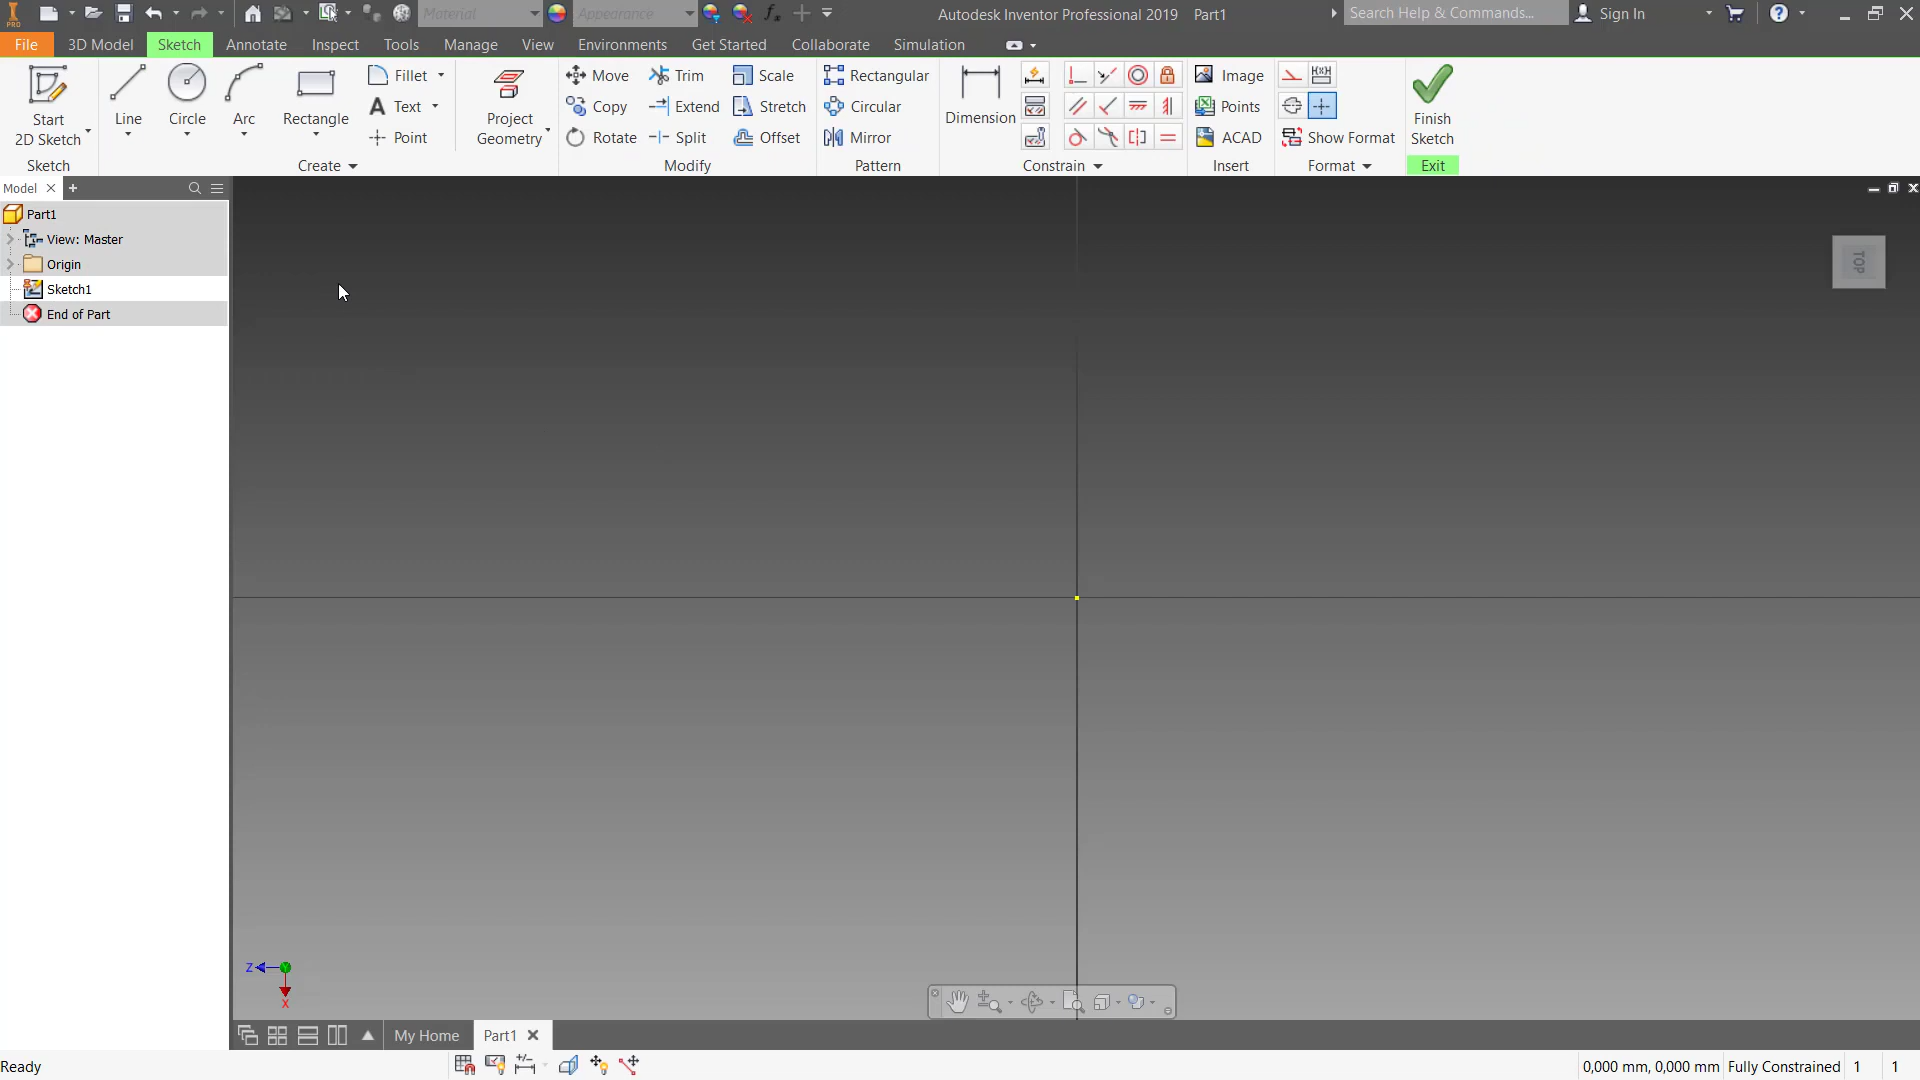 PRO
Material
Appearance
fx
Autodesk Inventor Professional 2019 Part1
Search Help & Commands...
Sign In
File 3D Model Sketch Annotate Inspect Tools Manage View Environments Get Started Collaborate Simulation
Start
2D Sketch
Line
Circle
Arc
Rectangle
Fillet
Text
Point
Project
Geometry
Move
Copy
Rotate
Trim
Extend
Split
Scale
Stretch
Offset
Rectangular
Circular
Mirror
Dimension
Image
Points
ACAD
Show Format
Finish
Sketch
Sketch Create Modify Pattern Constrain Insert Format Exit
Model
Part1
View: Master
Origin
Sketch1
End of Part
TOP
Z
Y
X
My Home Part1
Ready
0,000 mm, 0,000 mm Fully Constrained 1 1